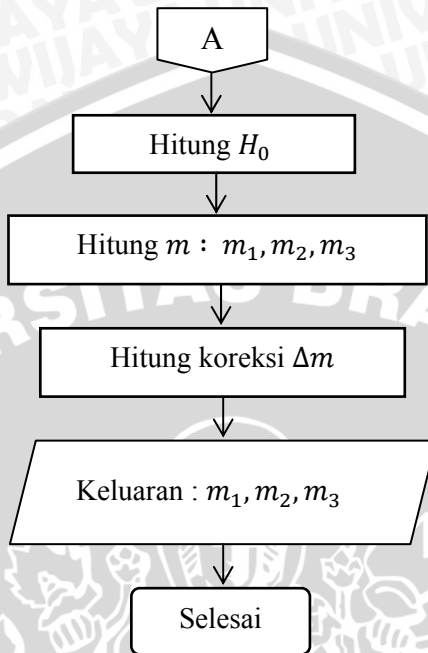 A
Hitung H₀
Hitung m : m₁, m₂, m₃
Hitung koreksi Δm
Keluaran : m₁, m₂, m₃
Selesai